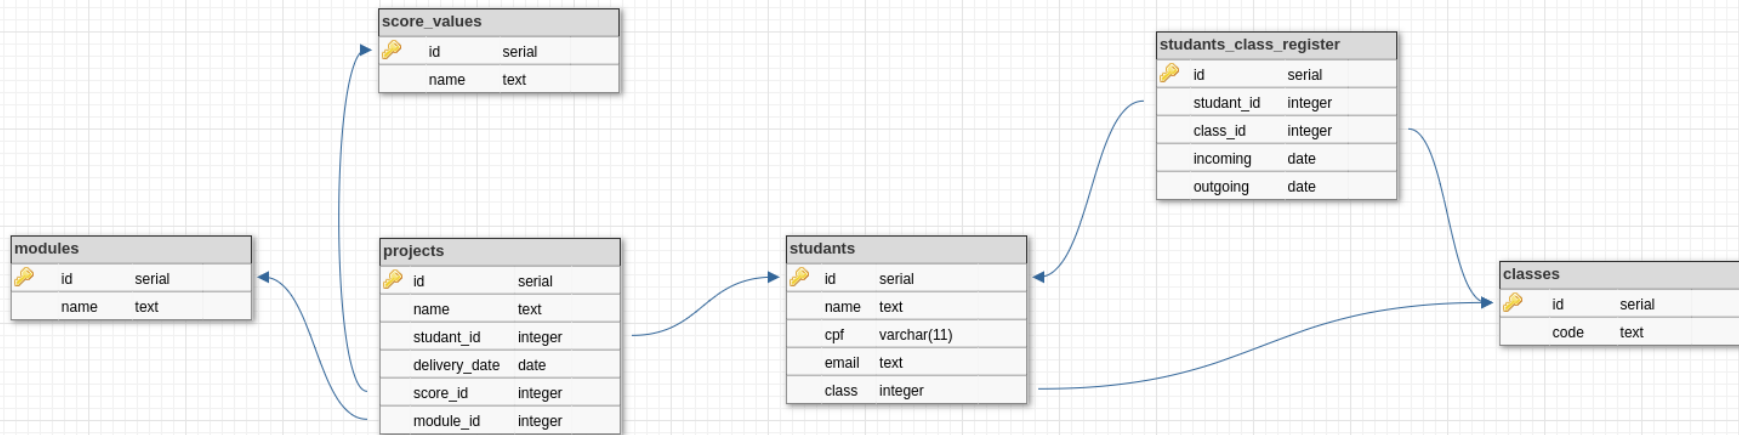 score_values
id serial
name text
studants_class_register
id serial
studant_id integer
class_id integer
incoming date
outgoing date
modules
id serial
name text
projects
id serial
name text
studant_id integer
delivery_date date
score_id integer
module_id integer
studants
id serial
name text
cpf varchar(11)
email text
class integer
classes
id serial
code text